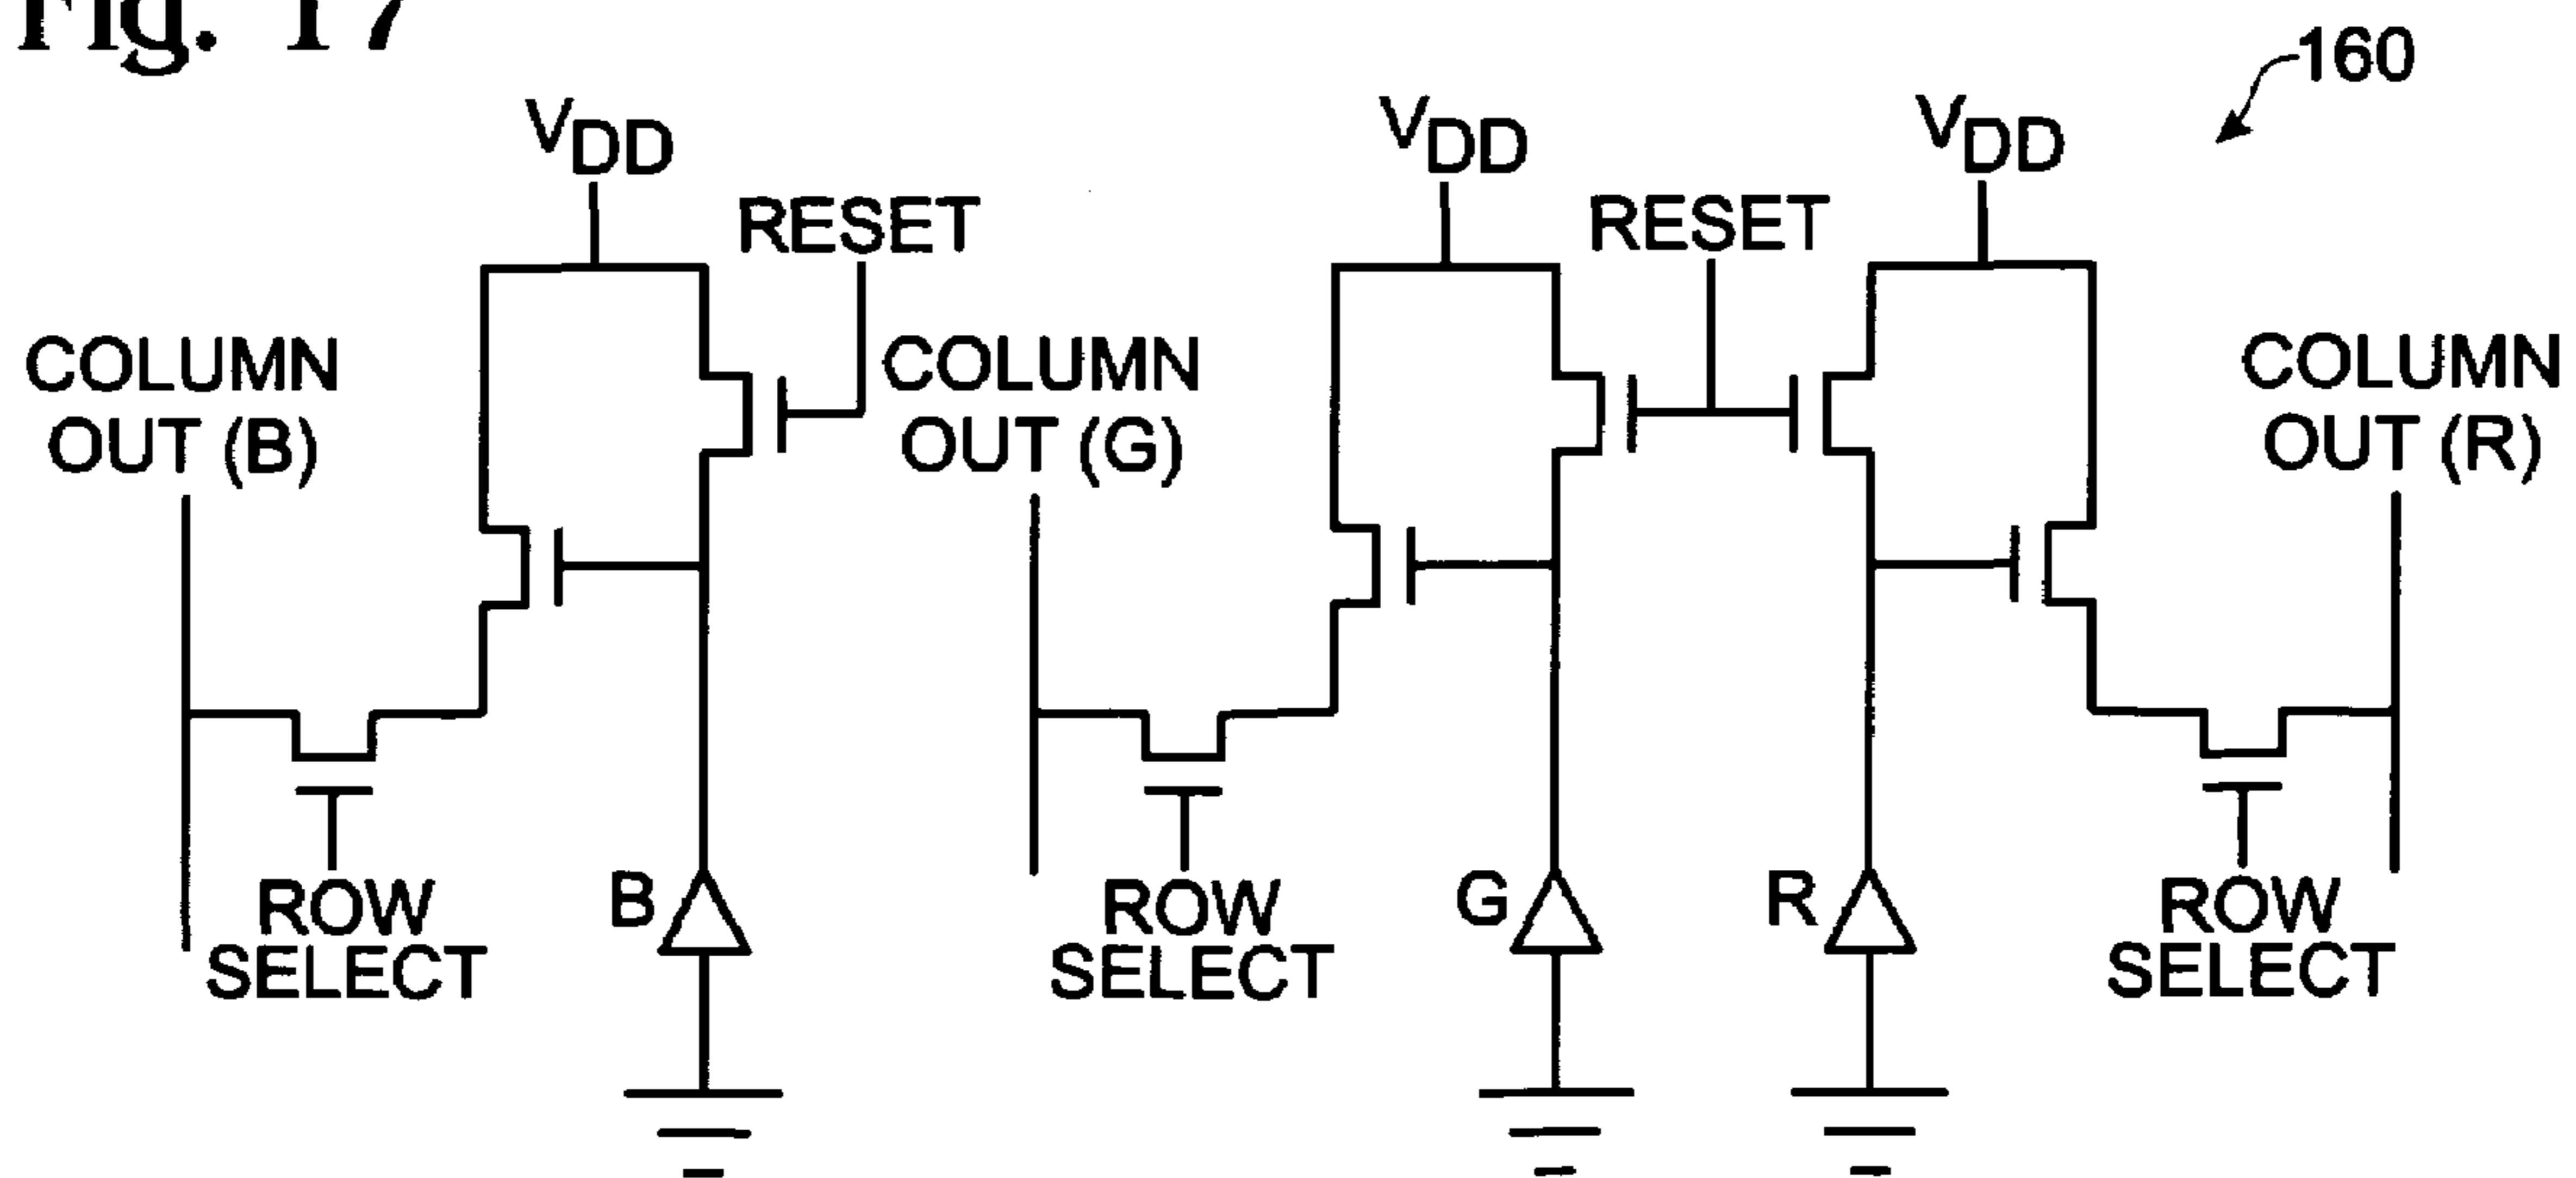 Fig. 17
160
VDD
VDD
VDD
RESET
RESET
COLUMN
OUT (B)
COLUMN
OUT (G)
COLUMN
OUT (R)
B
G
R
ROW
SELECT
ROW
SELECT
ROW
SELECT